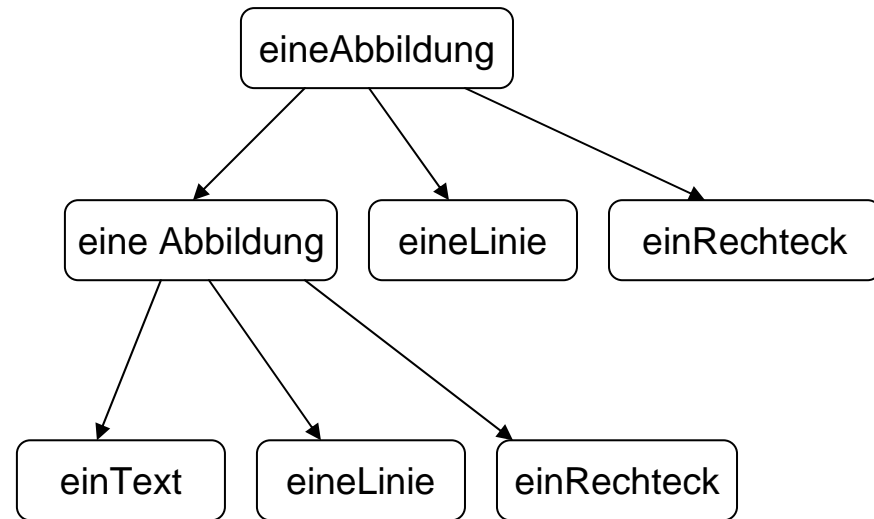 eineAbbildung
eine Abbildung
eineLinie
einRechteck
einText
eineLinie
einRechteck